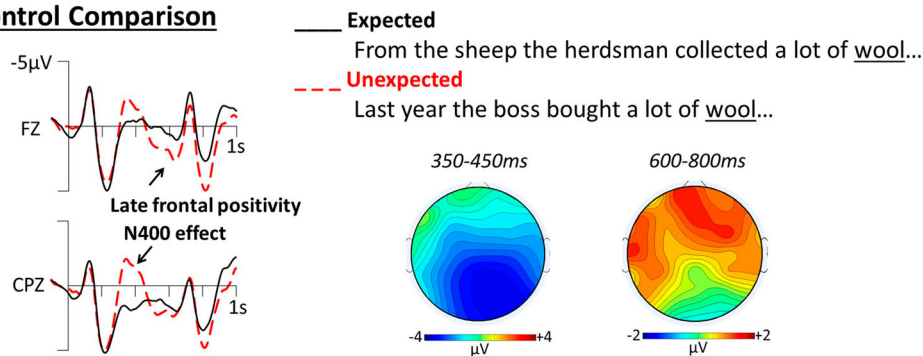 ontrol Comparison
____ Expected
From the sheep the herdsman collected a lot of wool...
_ _ _ Unexpected
Last year the boss bought a lot of wool...
-5µV
FZ
1s
Late frontal positivity
N400 effect
CPZ
1s
350-450ms
600-800ms
-4
+4
µV
-2
+2
µV